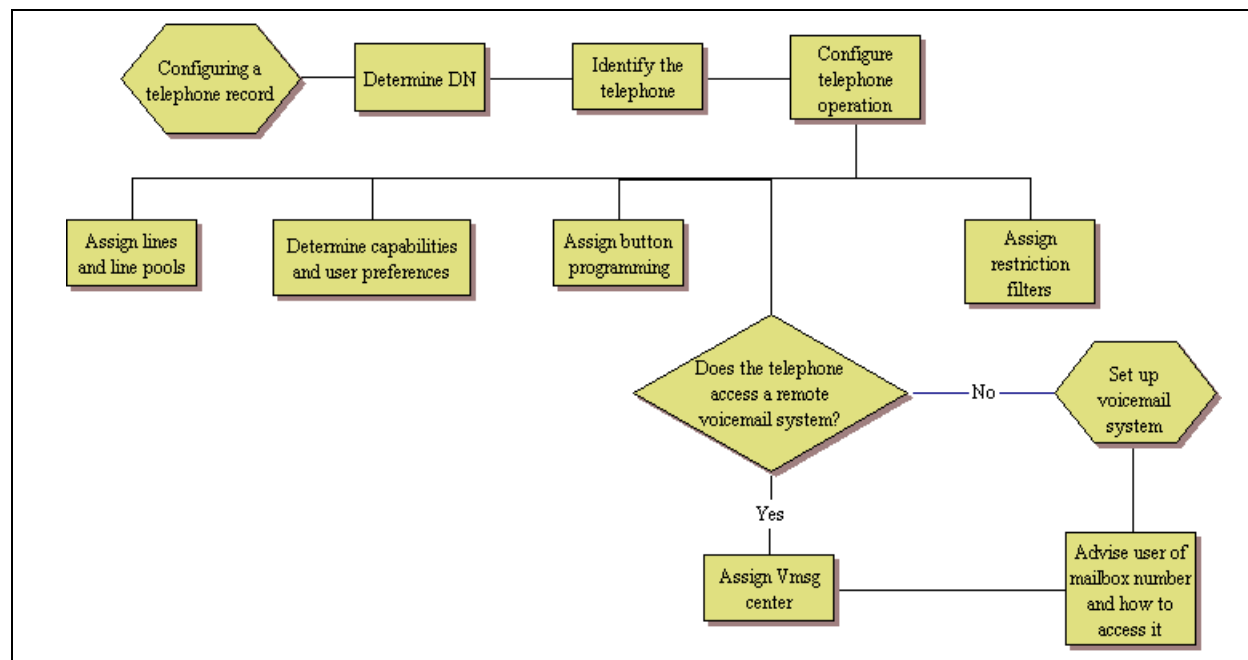 Configuring a
telephone record
Determine DN
Identify the
telephone
Configure
telephone
operation
Assign lines
and line pools
Determine capabilities
and user preferences
Assign button
programming
Assign
restriction
filters
Does the telephone
access a remote
voicemail system?
No
Set up
voicemail
system
Yes
Assign Vmsg
center
Advise user of
mailbox number
and how to
access it